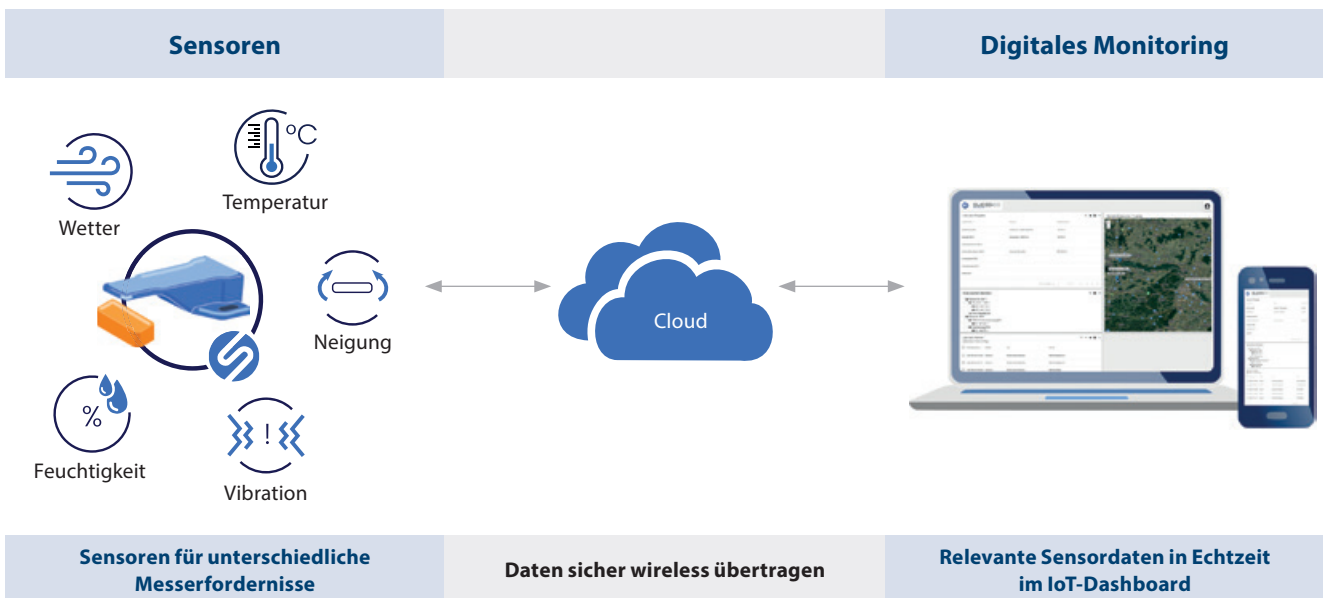 Sensoren
Digitales Monitoring
°C
Temperatur
Wetter
Neigung
%
Feuchtigkeit
!
Vibration
Cloud
Sensoren für unterschiedliche
Messerfordernisse
Daten sicher wireless übertragen
Relevante Sensordaten in Echtzeit
im IoT-Dashboard